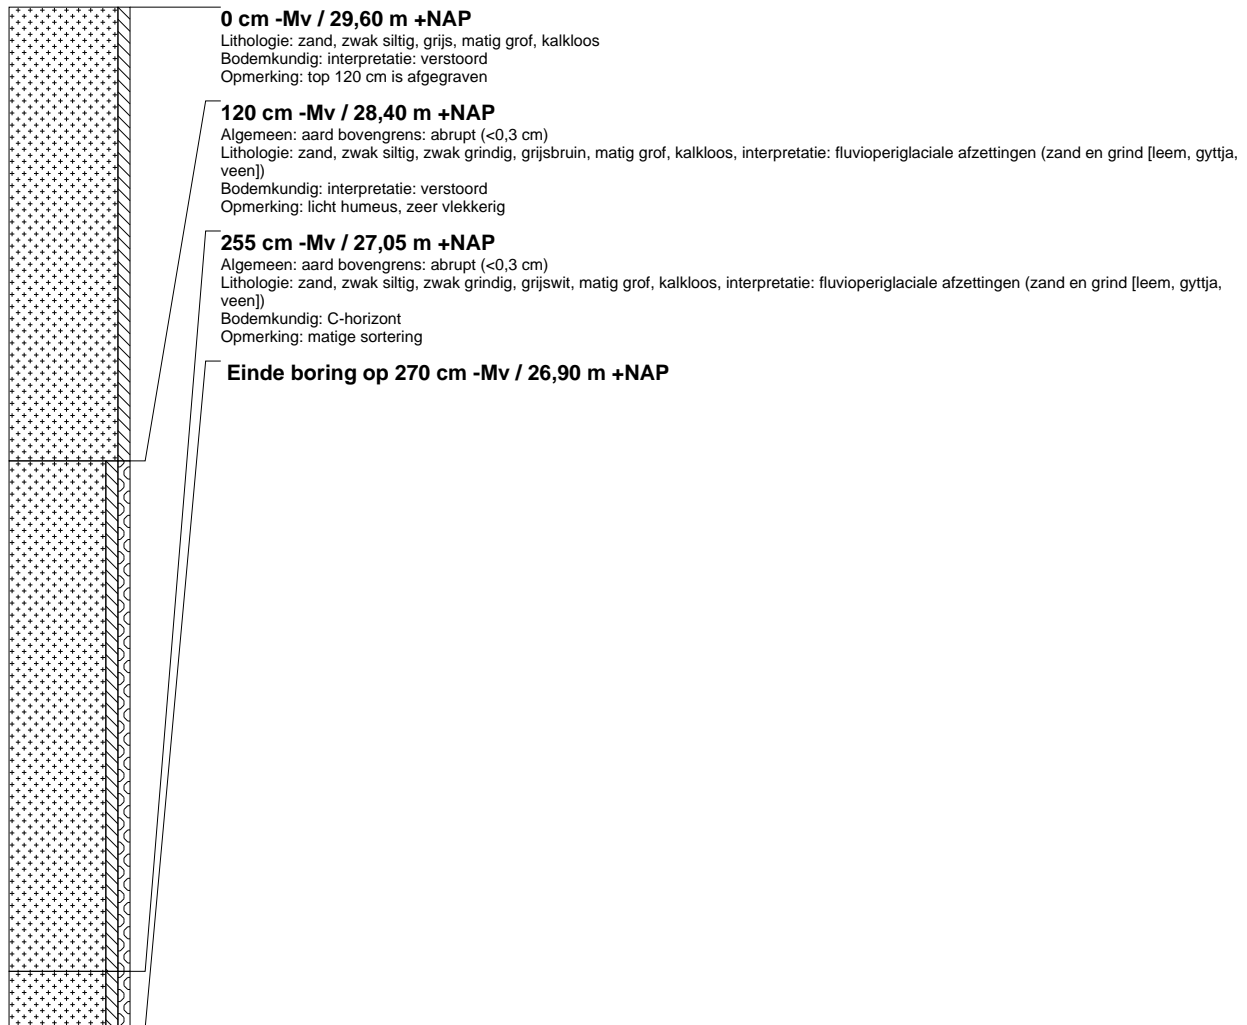 0 cm -Mv / 29,60 m +NAP
Lithologie: zand, zwak siltig, grijs, matig grof, kalkloos
Bodemkundig: interpretatie: verstoord
Opmerking: top 120 cm is afgegraven
120 cm -Mv / 28,40 m +NAP
Algemeen: aard bovengrens: abrupt (<0,3 cm)
Lithologie: zand, zwak siltig, zwak grindig, grijsbruin, matig grof, kalkloos, interpretatie: fluvioperiglaciale afzettingen (zand en grind [leem, gyttja,
veen])
Bodemkundig: interpretatie: verstoord
Opmerking: licht humeus, zeer vlekkerig
255 cm -Mv / 27,05 m +NAP
Algemeen: aard bovengrens: abrupt (<0,3 cm)
Lithologie: zand, zwak siltig, zwak grindig, grijswit, matig grof, kalkloos, interpretatie: fluvioperiglaciale afzettingen (zand en grind [leem, gyttja,
veen])
Bodemkundig: C-horizont
Opmerking: matige sortering
Einde boring op 270 cm -Mv / 26,90 m +NAP